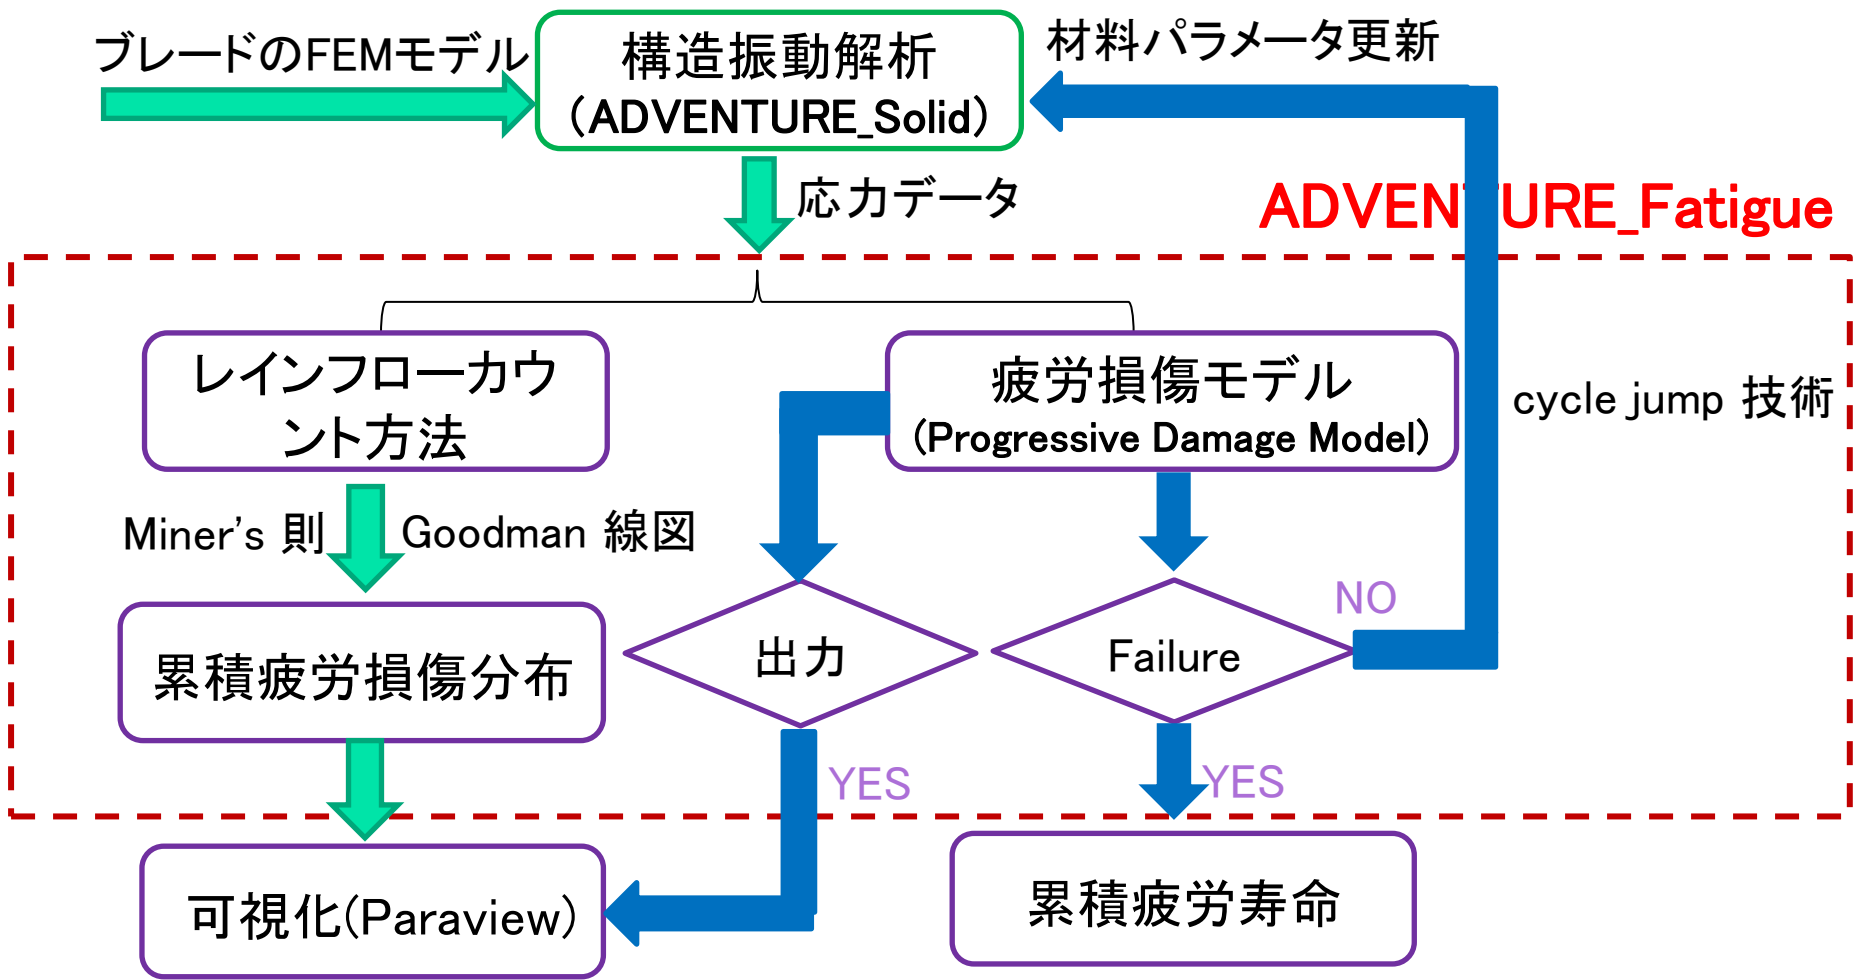 ブレードのFEMモデル
構造振動解析
(ADVENTURE_Solid)
材料パラメータ更新
応力データ
ADVENTURE_Fatigue
レインフローカウ
ント方法
疲労損傷モデル
(Progressive Damage Model)
cycle jump 技術
Miner's 則
Goodman 線図
NO
累積疲労損傷分布
出力
Failure
YES
YES
可視化(Paraview)
累積疲労寿命